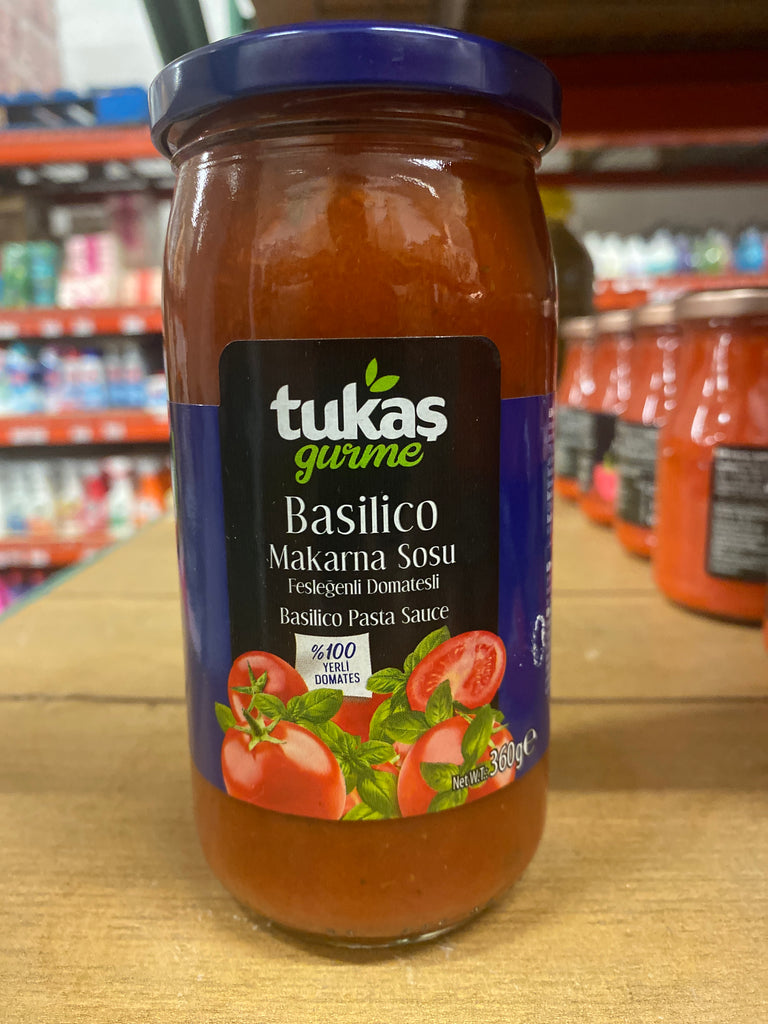 tukaş
gurme
Basilico
Makarna Sosu
Fesleğenli Domatesli
Basilico Pasta Sauce
%100
YERLİ
DOMATES
Net W.T.: 360g e